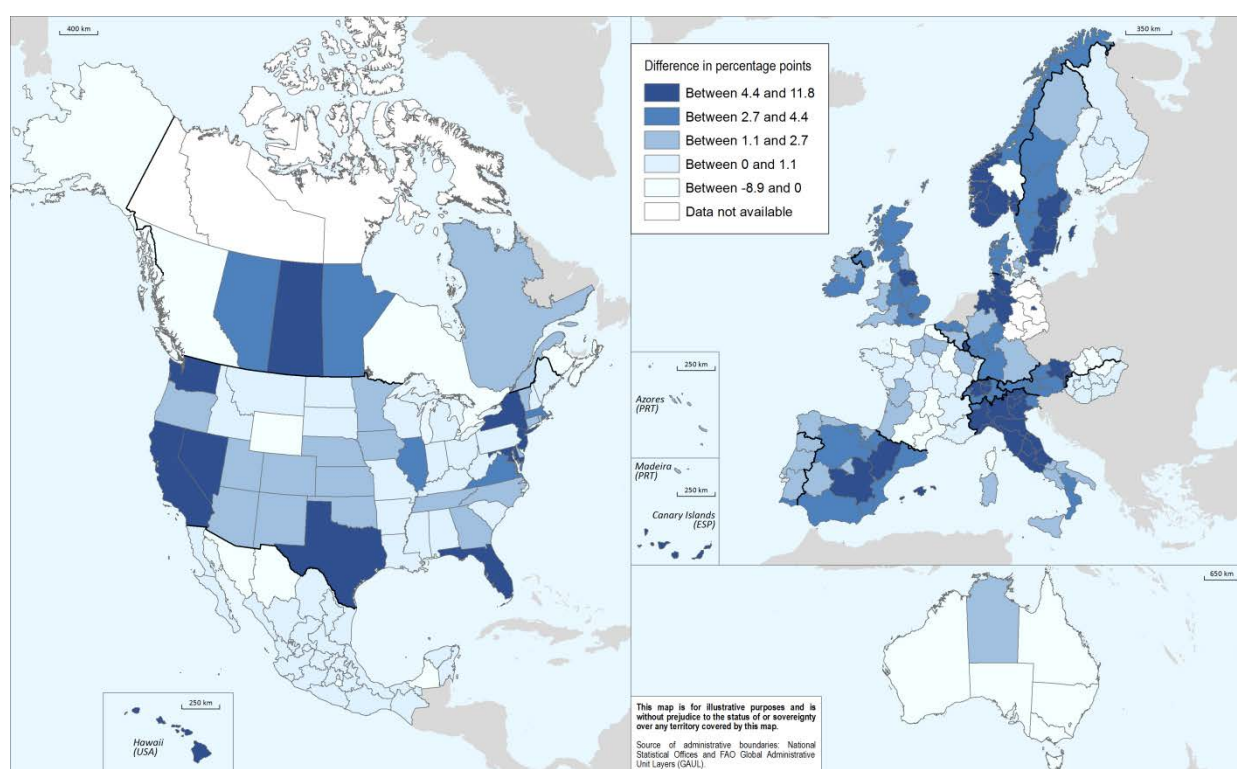 400 km
350 km
Difference in percentage points
Between 4.4 and 11.8
Between 2.7 and 4.4
Between 1.1 and 2.7
Between 0 and 1.1
Between -8.9 and 0
Data not available
250 km
Azores
(PRT)
Madeira
(PRT)
250 km
Canary Islands
(ESP)
650 km
250 km
Hawaii
(USA)
This map is for illustrative purposes and is
without prejudice to the status of or sovereignty
over any territory covered by this map.
Source of administrative boundaries: National
Statistical Offices and FAO Global Administrative
Unit Layers (GAUL).